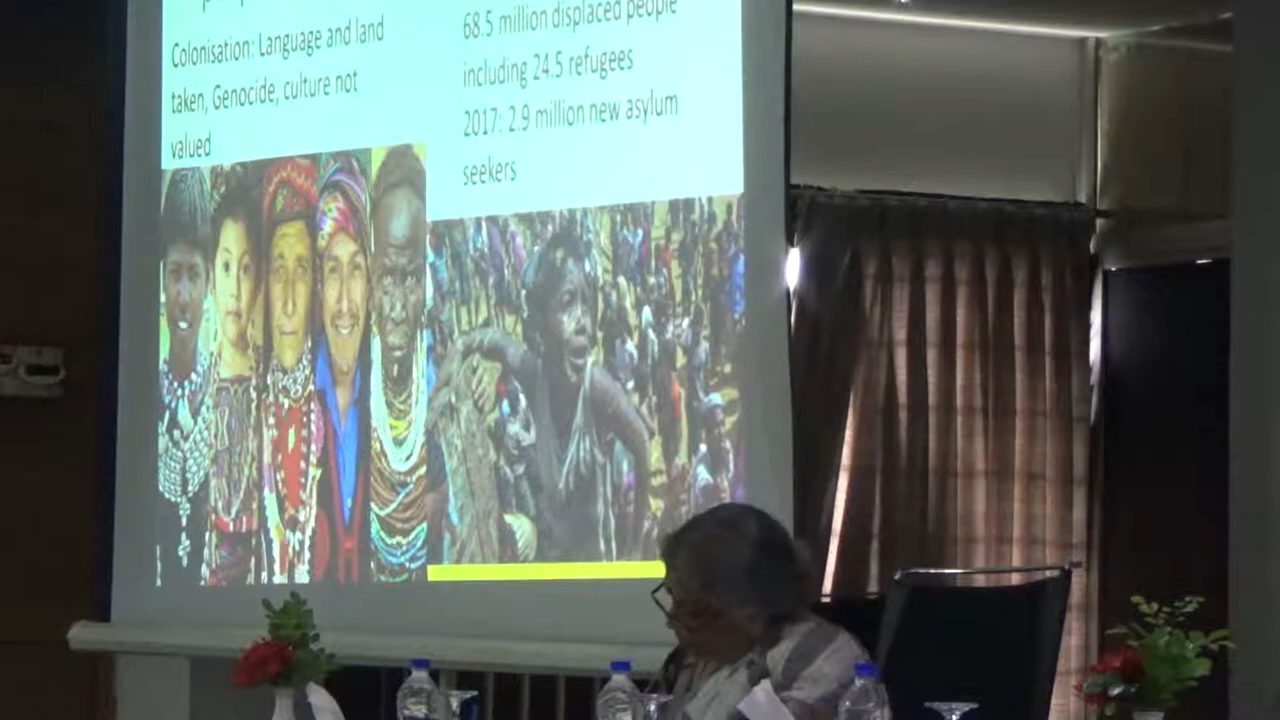 Colonisation: Language and land
taken, Genocide, culture not
valued
68.5 million displaced people
including 24.5 refugees
2017: 2.9 million new asylum
seekers